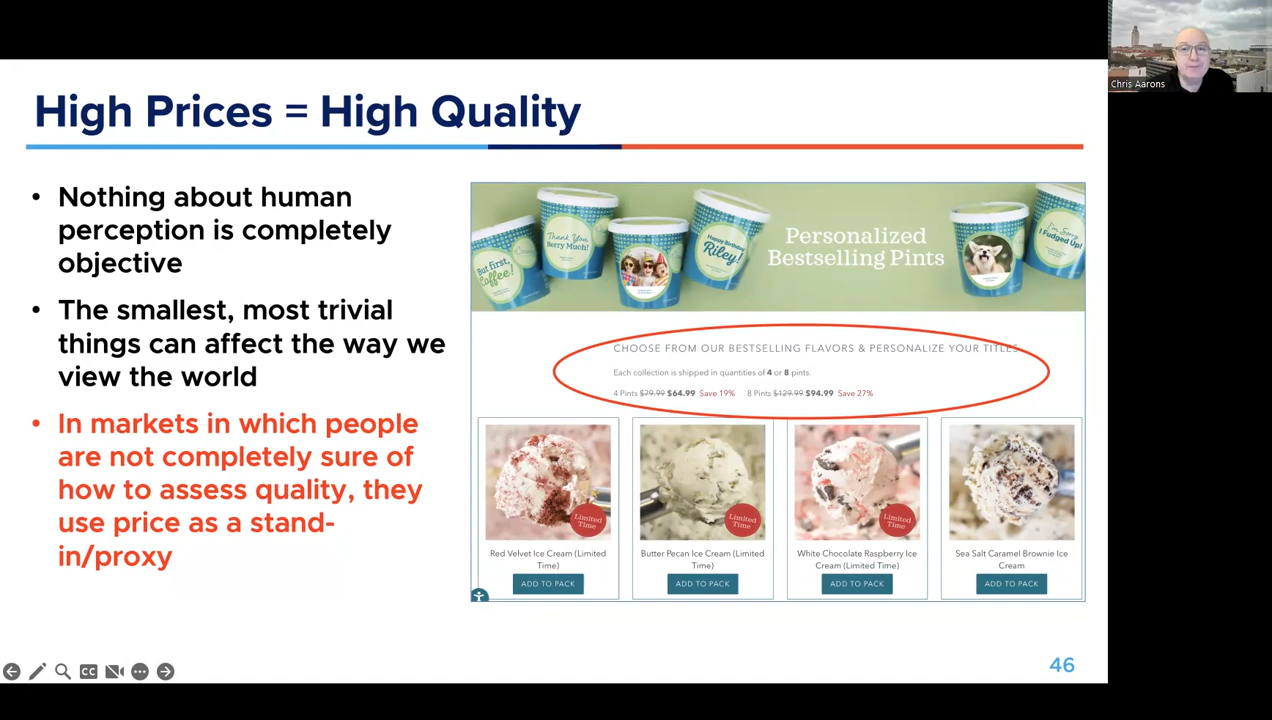 Chris Aarons
High Prices = High Quality
• Nothing about human
perception is completely
objective
• The smallest, most trivial
things can affect the way we
view the world
• In markets in which people
are not completely sure of
how to assess quality, they
use price as a stand-
in/proxy
But first,
Coffee!
Thank You
Berry Much!
Happy Birthday
Riley!
Personalized
Bestselling Pints
I'm Sorry
I Fudged Up!
CHOOSE FROM OUR BESTSELLING FLAVORS & PERSONALIZE YOUR TITLES
Each collection is shipped in quantities of 4 or 8 pints.
4 Pints $79.99 $64.99 Save 19% 8 Pints $129.99 $94.99 Save 27%
Limited
Time
Limited
Time
Limited
Time
Red Velvet Ice Cream (Limited
Time)
Butter Pecan Ice Cream (Limited
Time)
White Chocolate Raspberry Ice
Cream (Limited Time)
Sea Salt Caramel Brownie Ice
Cream
ADD TO PACK
ADD TO PACK
ADD TO PACK
ADD TO PACK
CC
46